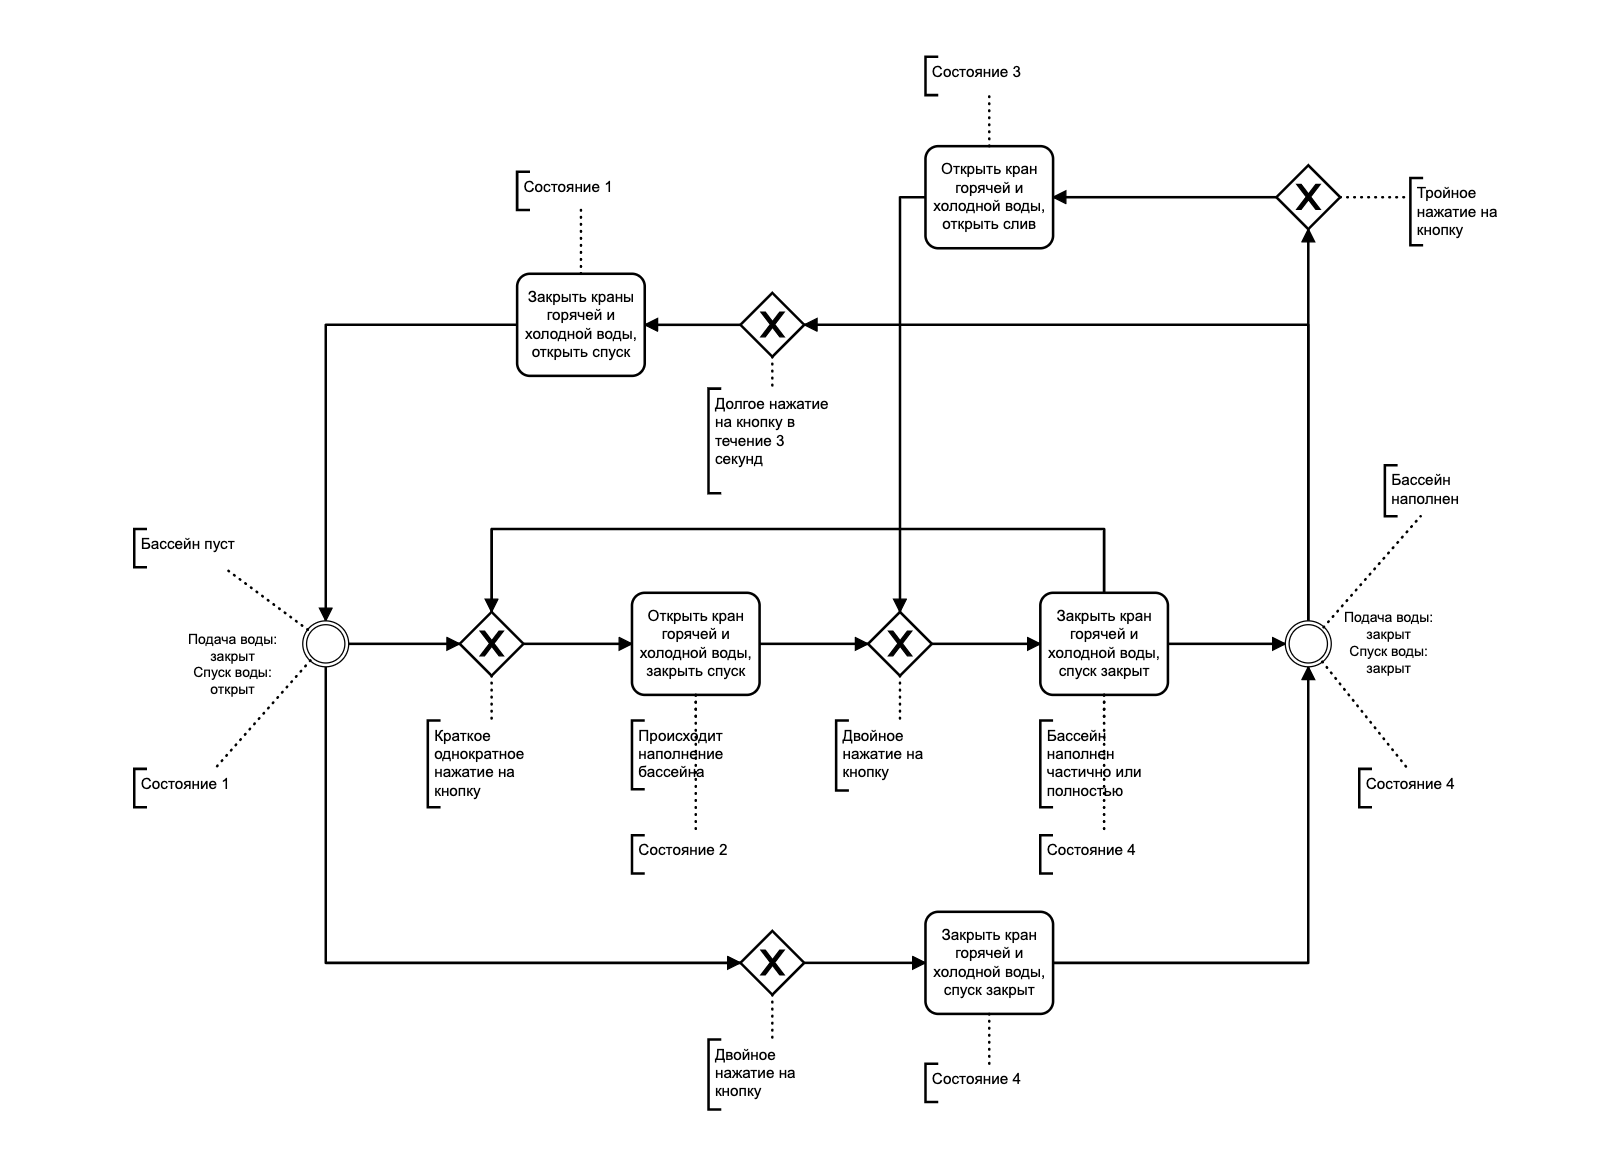 Состояние 3
Открыть кран
горячей и
холодной воды,
открыть слив
Тройное
нажатие на
кнопку
Состояние 1
Закрыть краны
горячей и
холодной воды,
открыть спуск
Долгое нажатие
на кнопку в
течение 3
секунд
Бассейн
наполнен
Бассейн пуст
Подача воды:
закрыт
Спуск воды:
открыт
Состояние 1
Краткое
однократное
нажатие на
кнопку
Открыть кран
горячей и
холодной воды,
закрыть спуск
Происходит
наполнение
бассейна
Состояние 2
Двойное
нажатие на
кнопку
Закрыть кран
горячей и
холодной воды,
спуск закрыт
Бассейн
наполнен
частично или
полностью
Состояние 4
Подача воды:
закрыт
Спуск воды:
закрыт
Состояние 4
Двойное
нажатие на
кнопку
Закрыть кран
горячей и
холодной воды,
спуск закрыт
Состояние 4